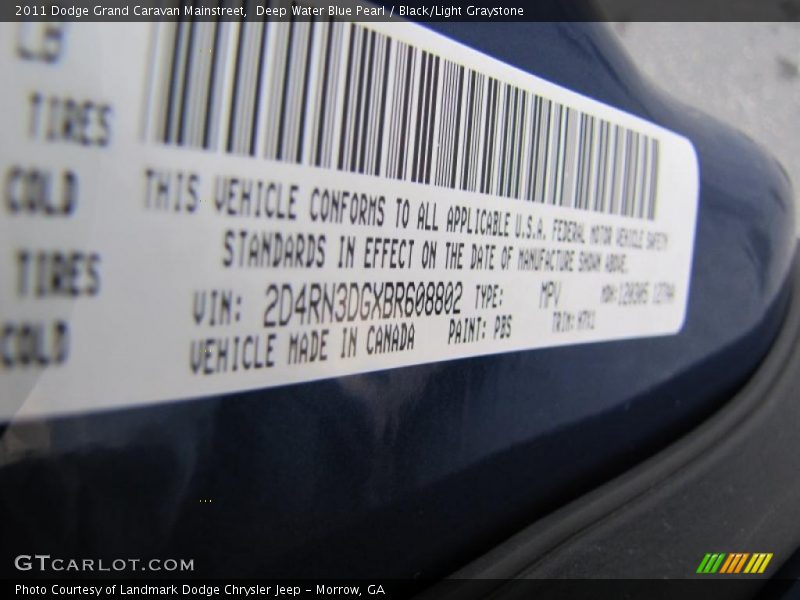 2011 Dodge Grand Caravan Mainstreet,  Deep Water Blue Pearl / Black/Light Graystone
LB
TIRES
COLD
TIRES
COLD
THIS VEHICLE CONFORMS TO ALL APPLICABLE U.S.A. FEDERAL MOTOR VEHICLE SAFETY
STANDARDS IN EFFECT ON THE DATE OF MANUFACTURE SHOWN ABOVE.
VIN: 2D4RN3DGXBR608802 TYPE: MPV MDH:
VEHICLE MADE IN CANADA PAINT: PBS TRIM:
GTCARLOT.COM
Photo Courtesy of Landmark Dodge Chrysler Jeep - Morrow, GA